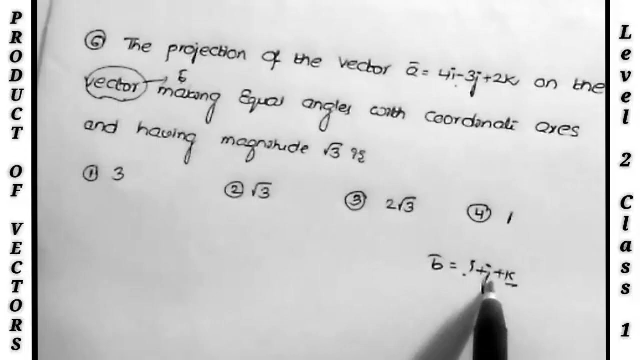 PRODUCT OF VECTORS
⑥ The projection of the vector a̅ = 4i-3j+2k on the
vector b̅ making Equal angles with coordinate axes
and having magnitude √3 is
① 3 ② √3 ③ 2√3 ④ 1
b̅ = i+j+k
Level 2 Class 1